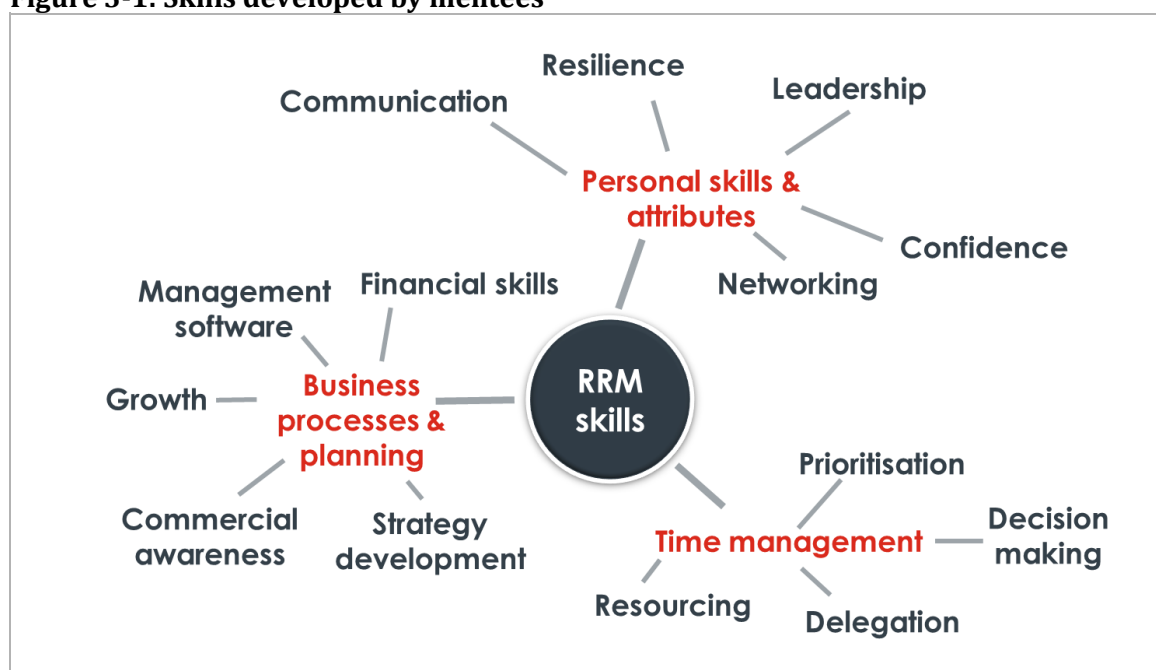 Figure 3-1: Skills developed by mentees
Resilience
Leadership
Communication
Personal skills &
attributes
Confidence
Networking
Financial skills
Management
software
Growth
Business
processes &
planning
RRM
skills
Commercial
awareness
Strategy
development
Prioritisation
Time management
Decision
making
Resourcing
Delegation